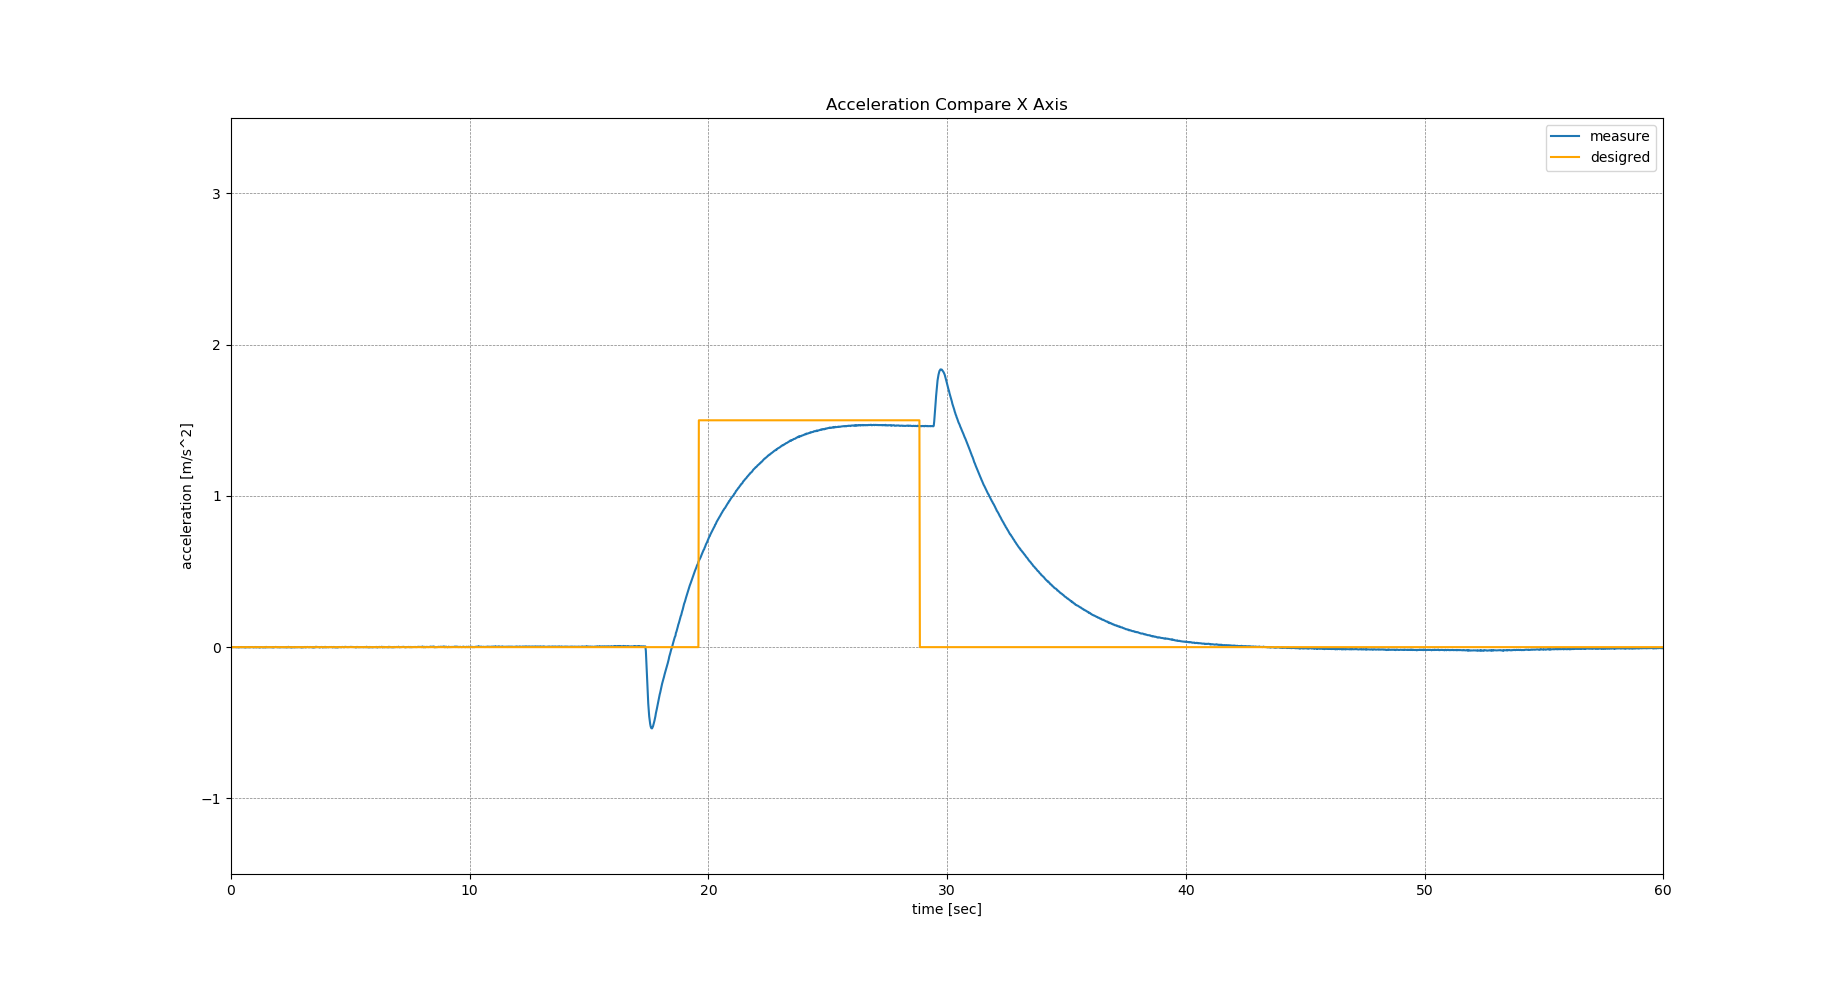 Acceleration Compare X Axis
measure
desigred
3
2
1
0
−1
acceleration [m/s^2]
0 10 20 30 40 50 60
time [sec]